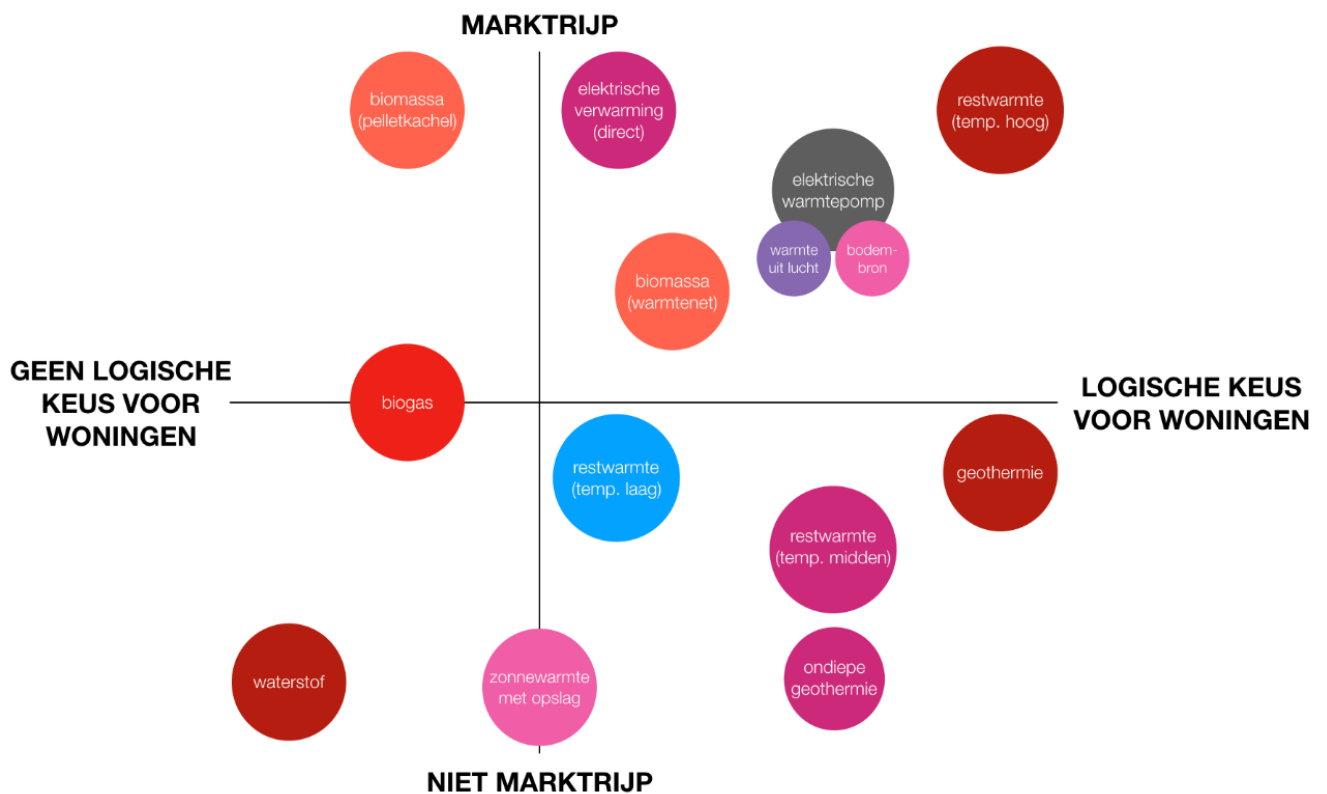 MARKTRIJP
biomassa
(pelletkachel)
elektrische
verwarming
(direct)
restwarmte
(temp. hoog)
elektrische
warmtepomp
warmte
uit lucht
bodem-
bron
biomassa
(warmtenet)
GEEN LOGISCHE
KEUS VOOR
WONINGEN
biogas
LOGISCHE KEUS
VOOR WONINGEN
restwarmte
(temp. laag)
geothermie
restwarmte
(temp. midden)
waterstof
zonnewarmte
met opslag
ondiepe
geothermie
NIET MARKTRIJP